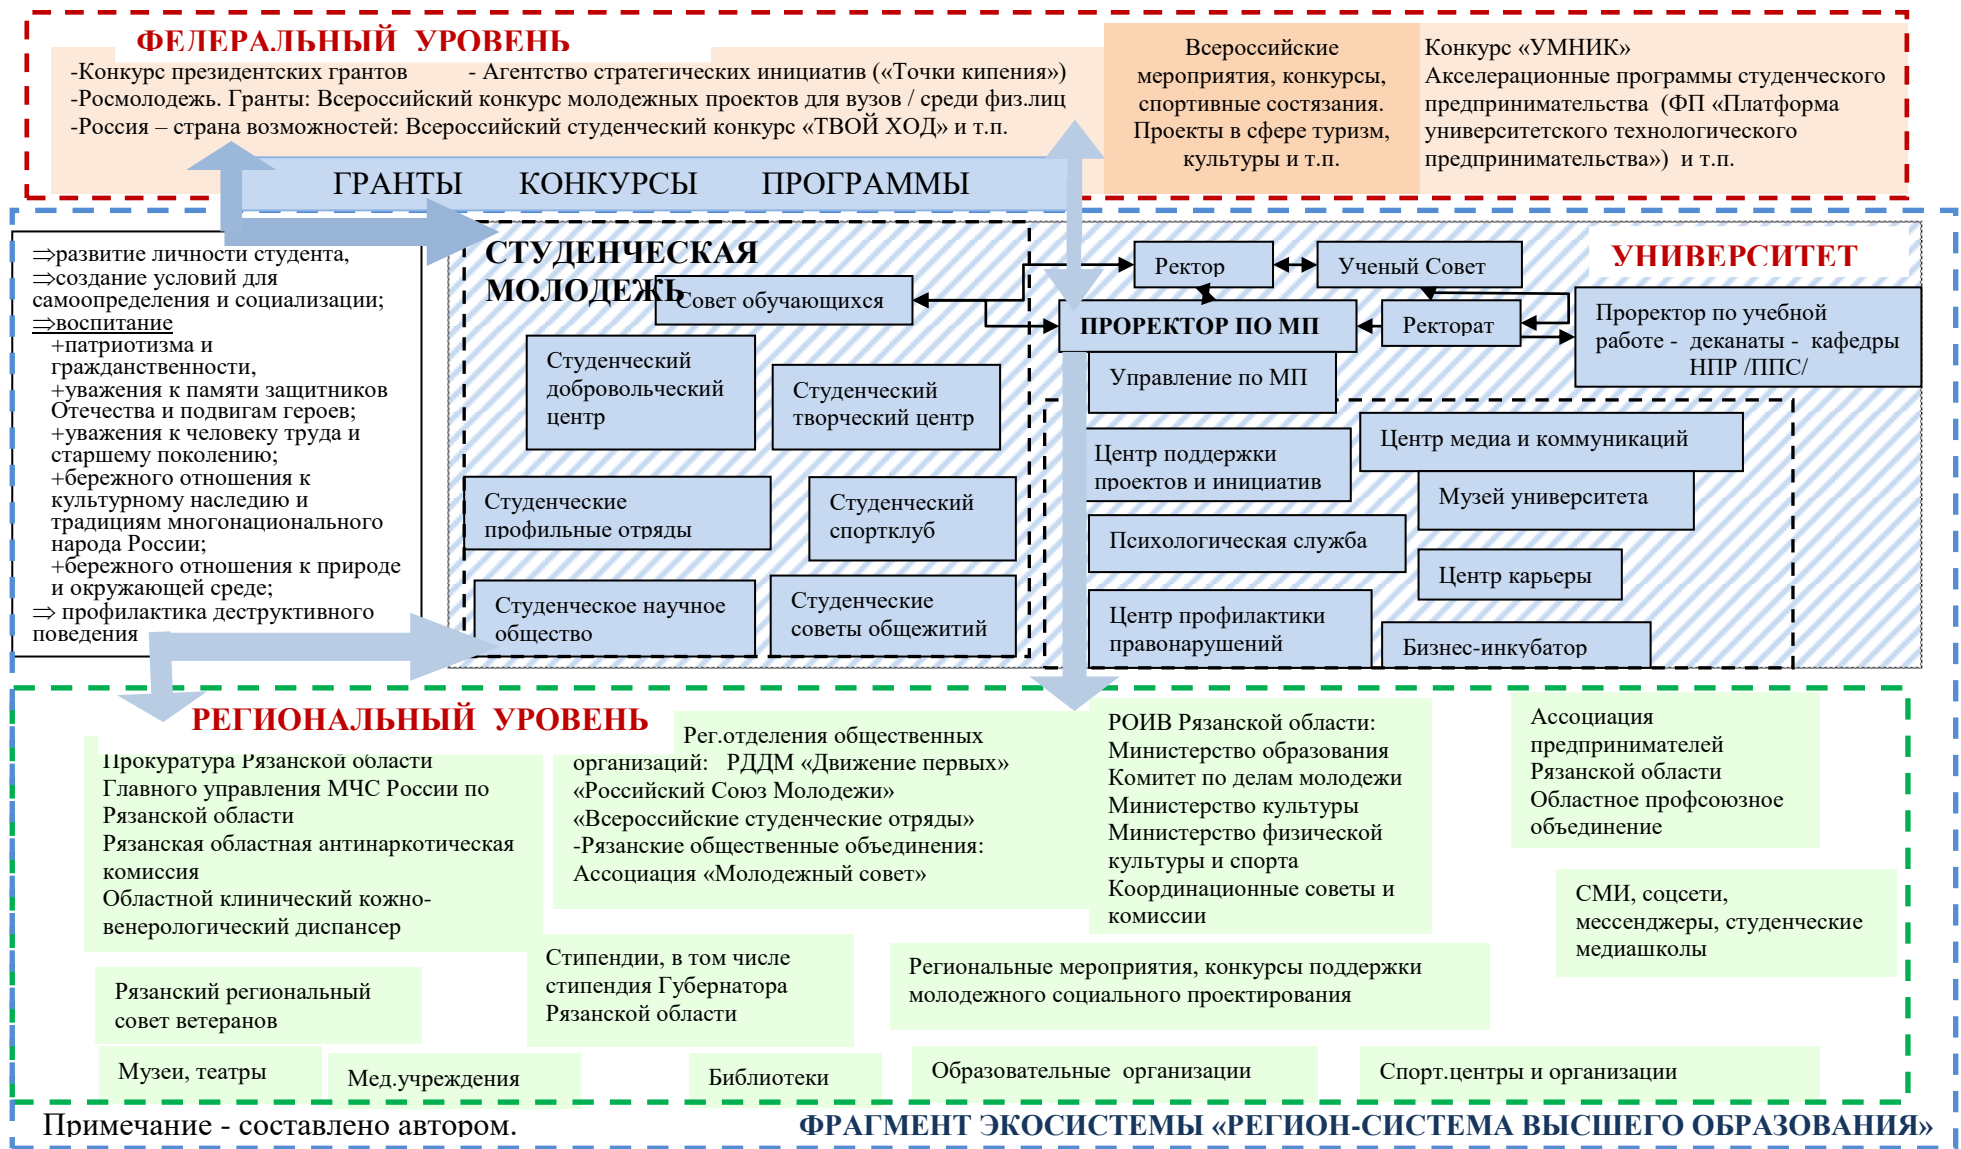 ФЕДЕРАЛЬНЫЙ УРОВЕНЬ
-Конкурс президентских грантов - Агентство стратегических инициатив («Точки кипения»)
-Росмолодежь. Гранты: Всероссийский конкурс молодежных проектов для вузов / среди физ.лиц
-Россия – страна возможностей: Всероссийский студенческий конкурс «ТВОЙ ХОД» и т.п.
Всероссийские
мероприятия, конкурсы,
спортивные состязания.
Проекты в сфере туризм,
культуры и т.п.
Конкурс «УМНИК»
Акселерационные программы студенческого
предпринимательства (ФП «Платформа
университетского технологического
предпринимательства») и т.п.
ГРАНТЫ КОНКУРСЫ ПРОГРАММЫ
⇒развитие личности студента,
⇒создание условий для
самоопределения и социализации;
⇒воспитание
+патриотизма и
гражданственности,
+уважения к памяти защитников
Отечества и подвигам героев;
+уважения к человеку труда и
старшему поколению;
+бережного отношения к
культурному наследию и
традициям многонационального
народа России;
+бережного отношения к природе
и окружающей среде;
⇒ профилактика деструктивного
поведения
СТУДЕНЧЕСКАЯ
МОЛОДЕЖЬ
Совет обучающихся
Студенческий
добровольческий
центр
Студенческий
творческий центр
Студенческие
профильные отряды
Студенческий
спортклуб
Студенческое научное
общество
Студенческие
советы общежитий
УНИВЕРСИТЕТ
Ректор
Ученый Совет
ПРОРЕКТОР ПО МП
Ректорат
Проректор по учебной
работе - деканаты - кафедры
НПР /ППС/
Управление по МП
Центр поддержки
проектов и инициатив
Центр медиа и коммуникаций
Музей университета
Психологическая служба
Центр карьеры
Центр профилактики
правонарушений
Бизнес-инкубатор
РЕГИОНАЛЬНЫЙ УРОВЕНЬ
Прокуратура Рязанской области
Главного управления МЧС России по
Рязанской области
Рязанская областная антинаркотическая
комиссия
Областной клинический кожно-
венерологический диспансер
Рег.отделения общественных
организаций: РДДМ «Движение первых»
«Российский Союз Молодежи»
«Всероссийские студенческие отряды»
-Рязанские общественные объединения:
Ассоциация «Молодежный совет»
РОИВ Рязанской области:
Министерство образования
Комитет по делам молодежи
Министерство культуры
Министерство физической
культуры и спорта
Координационные советы и
комиссии
Ассоциация
предпринимателей
Рязанской области
Областное профсоюзное
объединение
СМИ, соцсети,
мессенджеры, студенческие
медиашколы
Рязанский региональный
совет ветеранов
Стипендии, в том числе
стипендия Губернатора
Рязанской области
Региональные мероприятия, конкурсы поддержки
молодежного социального проектирования
Музеи, театры
Мед.учреждения
Библиотеки
Образовательные организации
Спорт.центры и организации
Примечание - составлено автором.
ФРАГМЕНТ ЭКОСИСТЕМЫ «РЕГИОН-СИСТЕМА ВЫСШЕГО ОБРАЗОВАНИЯ»